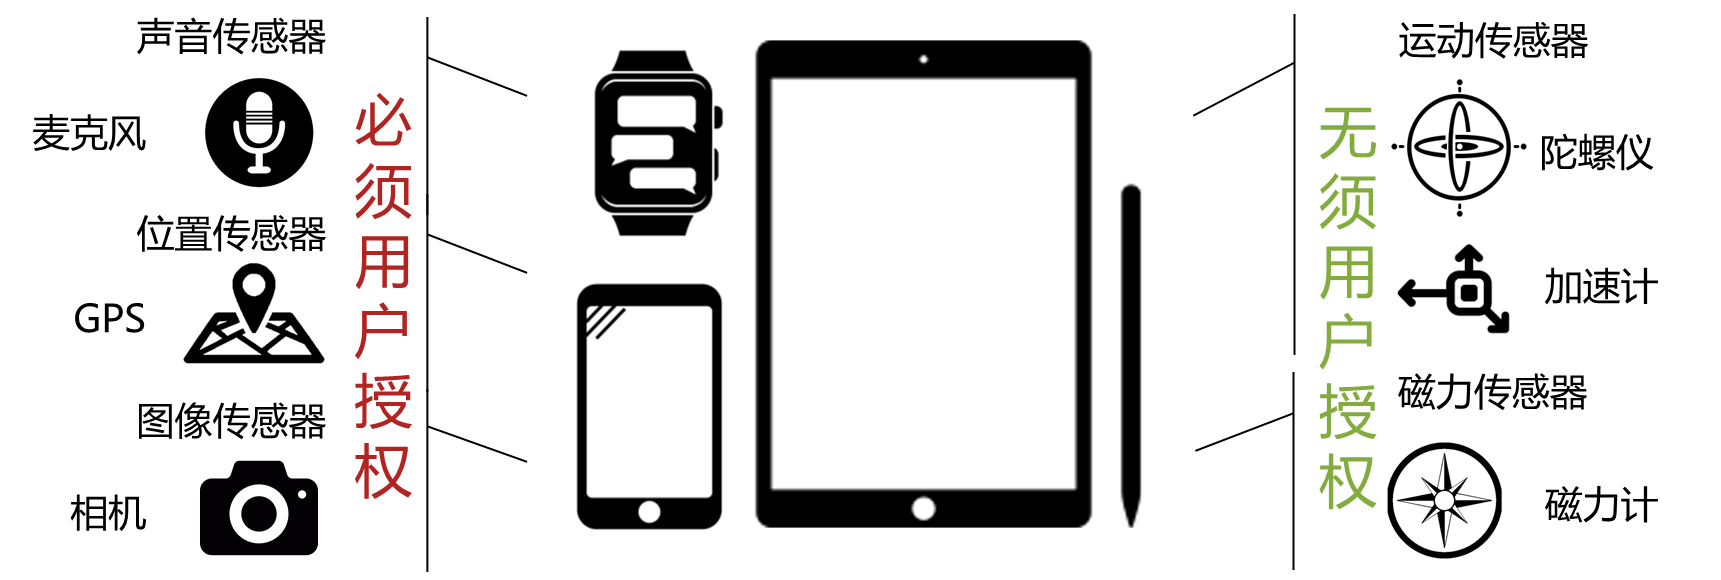 声音传感器
麦克风
位置传感器
GPS
图像传感器
相机
必须用户授权
无须用户授权
运动传感器
陀螺仪
加速计
磁力传感器
磁力计